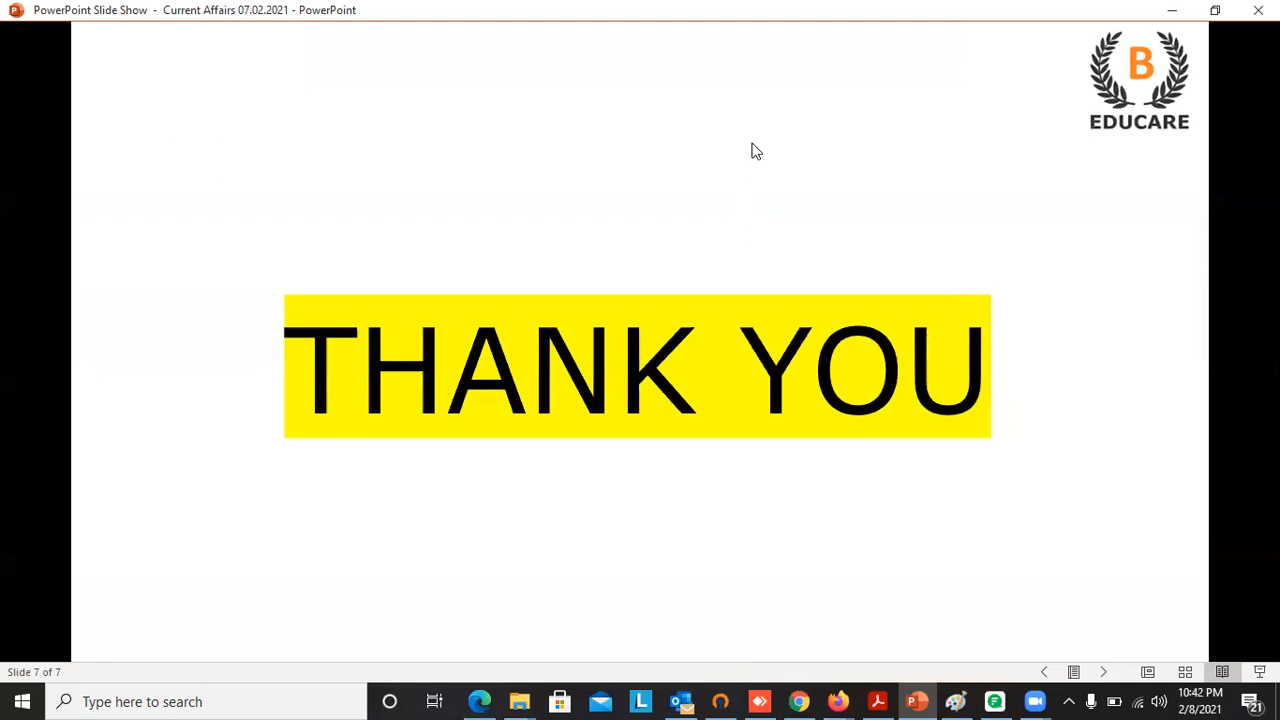 PowerPoint Slide Show - Current Affairs 07.02.2021 - PowerPoint
B
EDUCARE
THANK YOU
Slide 7 of 7
Type here to search
L
10:42 PM
2/8/2021
21